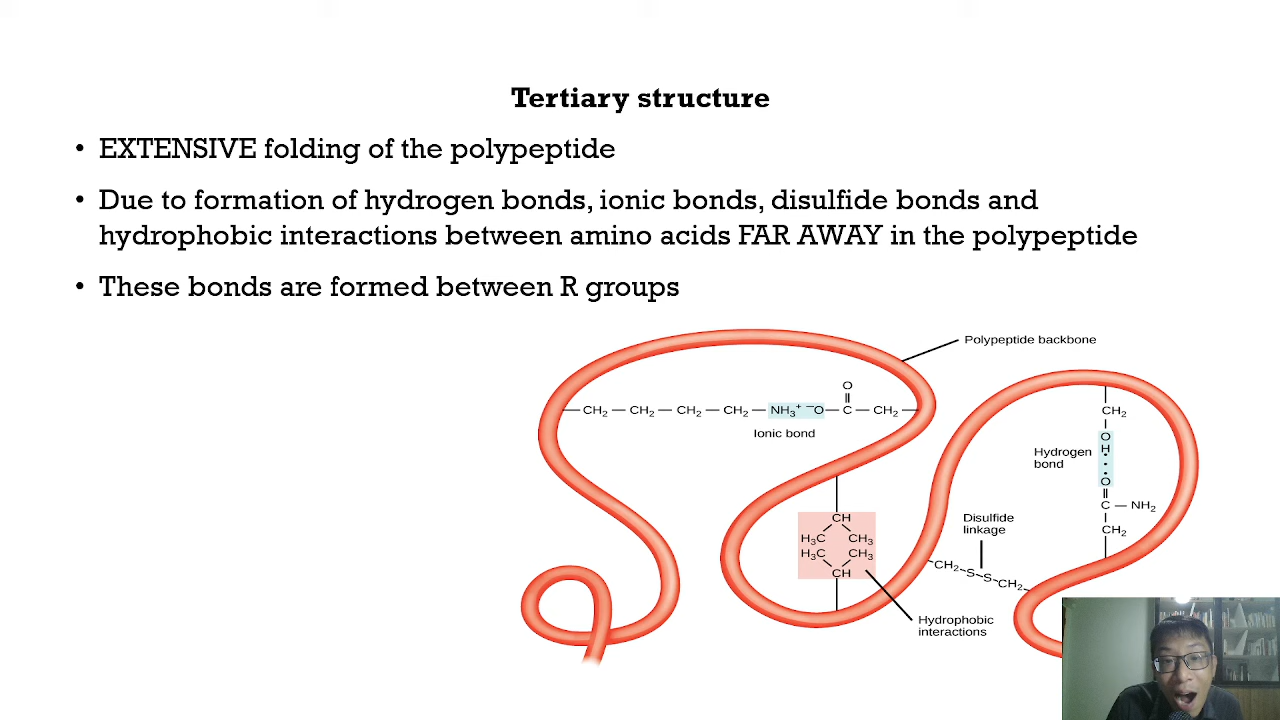 Tertiary structure
• EXTENSIVE folding of the polypeptide
• Due to formation of hydrogen bonds, ionic bonds, disulfide bonds and
hydrophobic interactions between amino acids FAR AWAY in the polypeptide
• These bonds are formed between R groups
Polypeptide backbone
O
CH₂ — CH₂ — CH₂ — CH₂ — NH₃⁺ ⁻O — C — CH₂
Ionic bond
CH₂
O
H
Hydrogen
bond
O
C — NH₂
CH₂
CH
H₃C CH₃
H₃C CH₃
CH
Disulfide
linkage
CH₂ S S CH₂
Hydrophobic
interactions